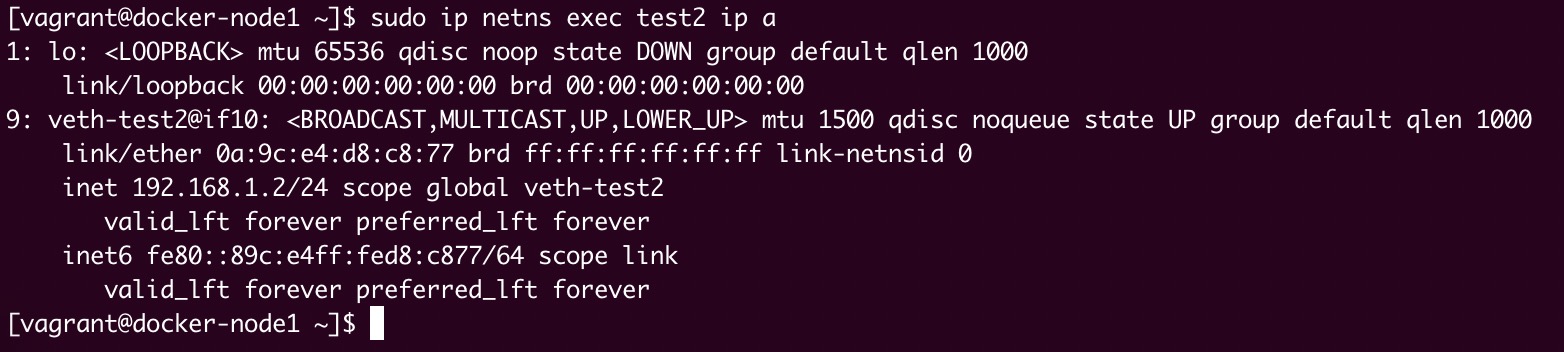 [vagrant@docker-node1 ~]$ sudo ip netns exec test2 ip a
1: lo: <LOOPBACK> mtu 65536 qdisc noop state DOWN group default qlen 1000
    link/loopback 00:00:00:00:00:00 brd 00:00:00:00:00:00
9: veth-test2@if10: <BROADCAST,MULTICAST,UP,LOWER_UP> mtu 1500 qdisc noqueue state UP group default qlen 1000
    link/ether 0a:9c:e4:d8:c8:77 brd ff:ff:ff:ff:ff:ff link-netnsid 0
    inet 192.168.1.2/24 scope global veth-test2
       valid_lft forever preferred_lft forever
    inet6 fe80::89c:e4ff:fed8:c877/64 scope link
       valid_lft forever preferred_lft forever
[vagrant@docker-node1 ~]$